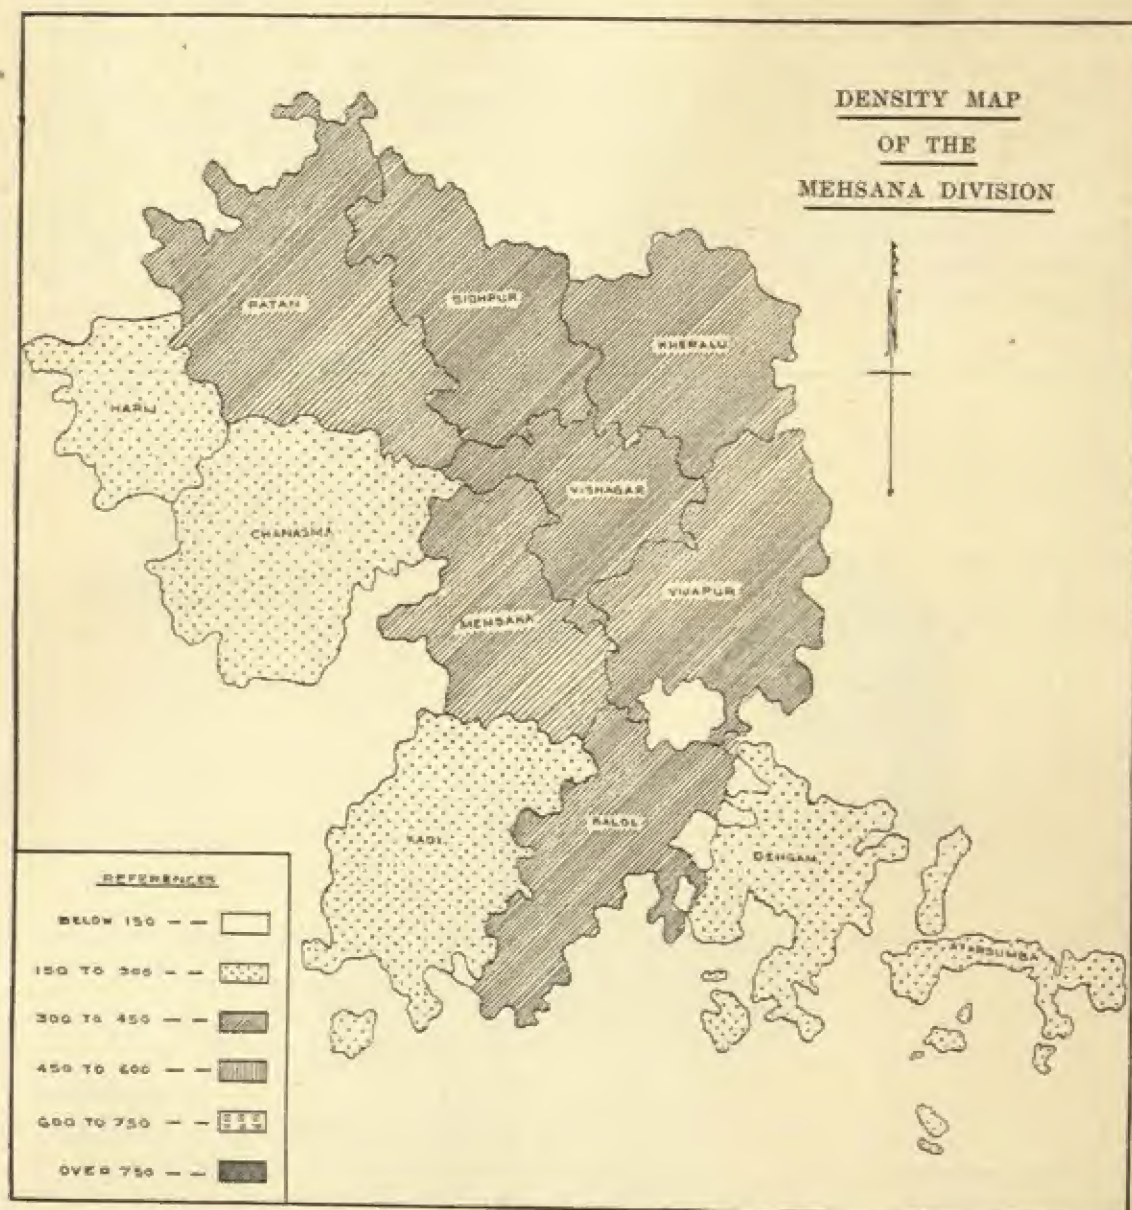 DENSITY MAP
OF THE
MEHSANA DIVISION
PATAN
SIDHPUR
KHERALU
HARIJ
VISNAGAR
CHANASMA
VIJAPUR
MEHSANA
KADI
KALOL
DEHGAM
ATARSUMBA
REFERENCES
BELOW 150 — —
150 TO 300 — —
300 TO 450 — —
450 TO 600 — —
600 TO 750 — —
OVER 750 — —